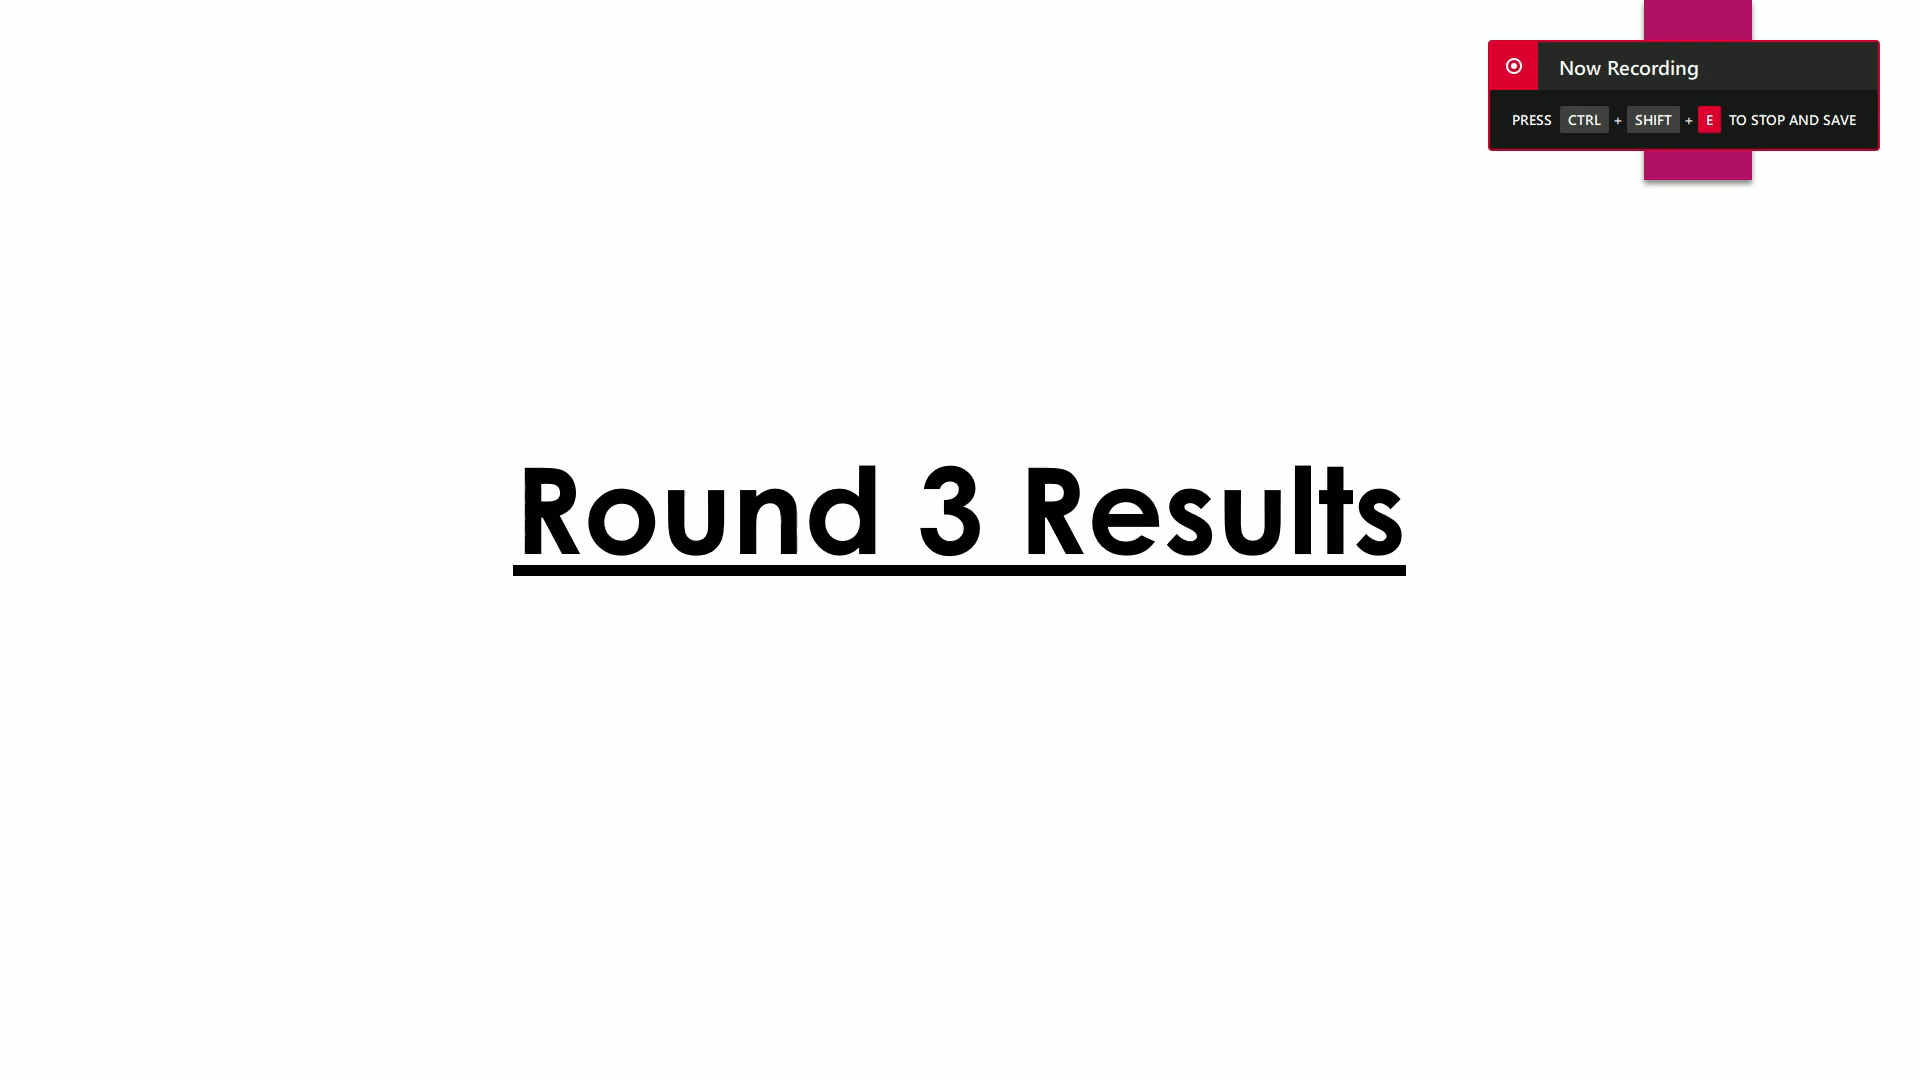 Now Recording
PRESS CTRL + SHIFT + E TO STOP AND SAVE
Round 3 Results